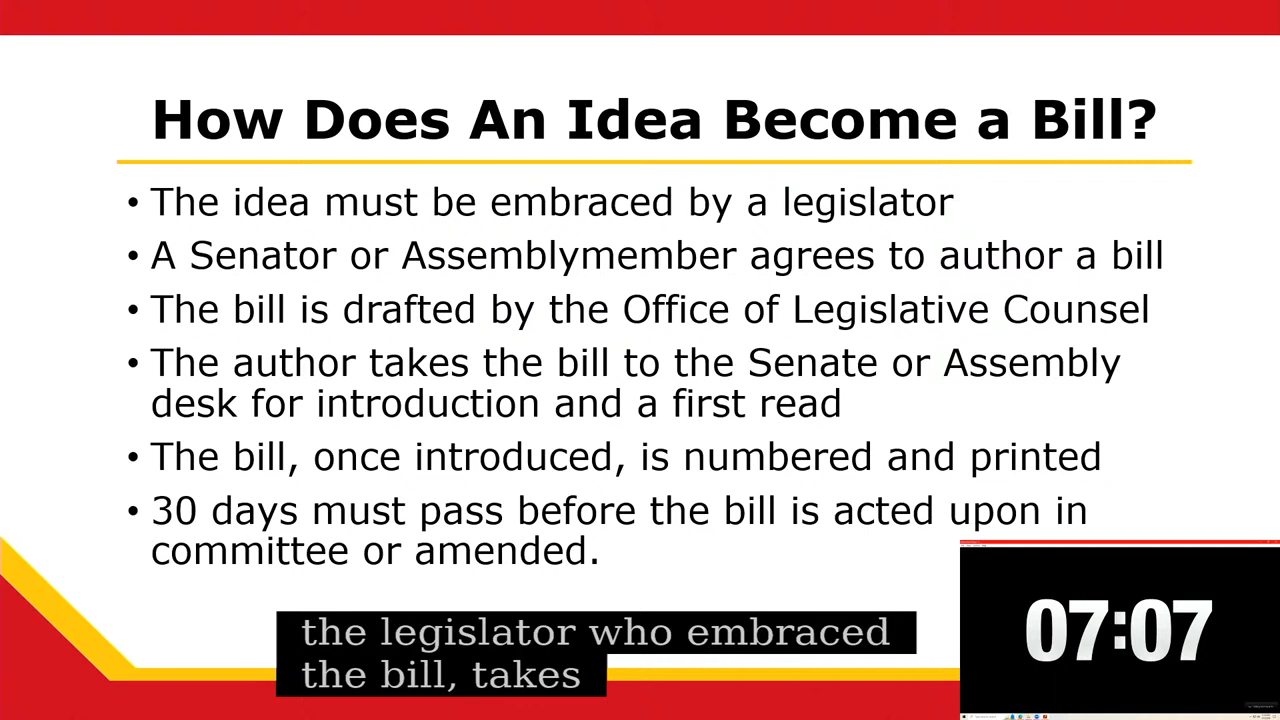 How Does An Idea Become a Bill?
• The idea must be embraced by a legislator
• A Senator or Assemblymember agrees to author a bill
• The bill is drafted by the Office of Legislative Counsel
• The author takes the bill to the Senate or Assembly
desk for introduction and a first read
• The bill, once introduced, is numbered and printed
• 30 days must pass before the bill is acted upon in
committee or amended.
the legislator who embraced
the bill, takes
07:07